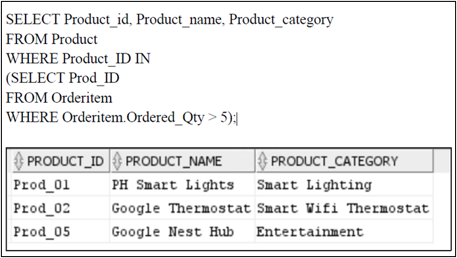 SELECT Product_id, Product_name, Product_category
FROM Product
WHERE Product_ID IN
(SELECT Prod_ID
FROM Orderitem
WHERE Orderitem.Ordered_Qty > 5);
PRODUCT_ID PRODUCT_NAME PRODUCT_CATEGORY
Prod_01 PH Smart Lights Smart Lighting
Prod_02 Google Thermostat Smart Wifi Thermostat
Prod_05 Google Nest Hub Entertainment